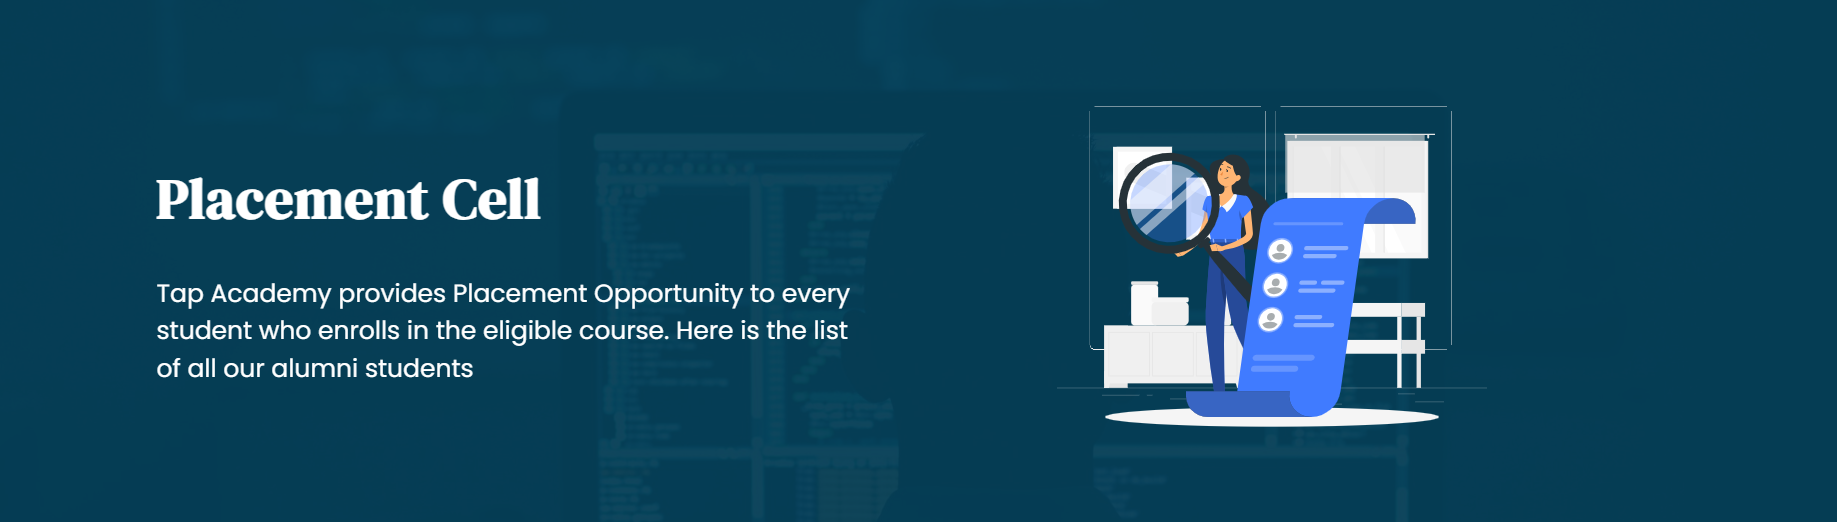 Placement Cell
Tap Academy provides Placement Opportunity to every
student who enrolls in the eligible course. Here is the list
of all our alumni students